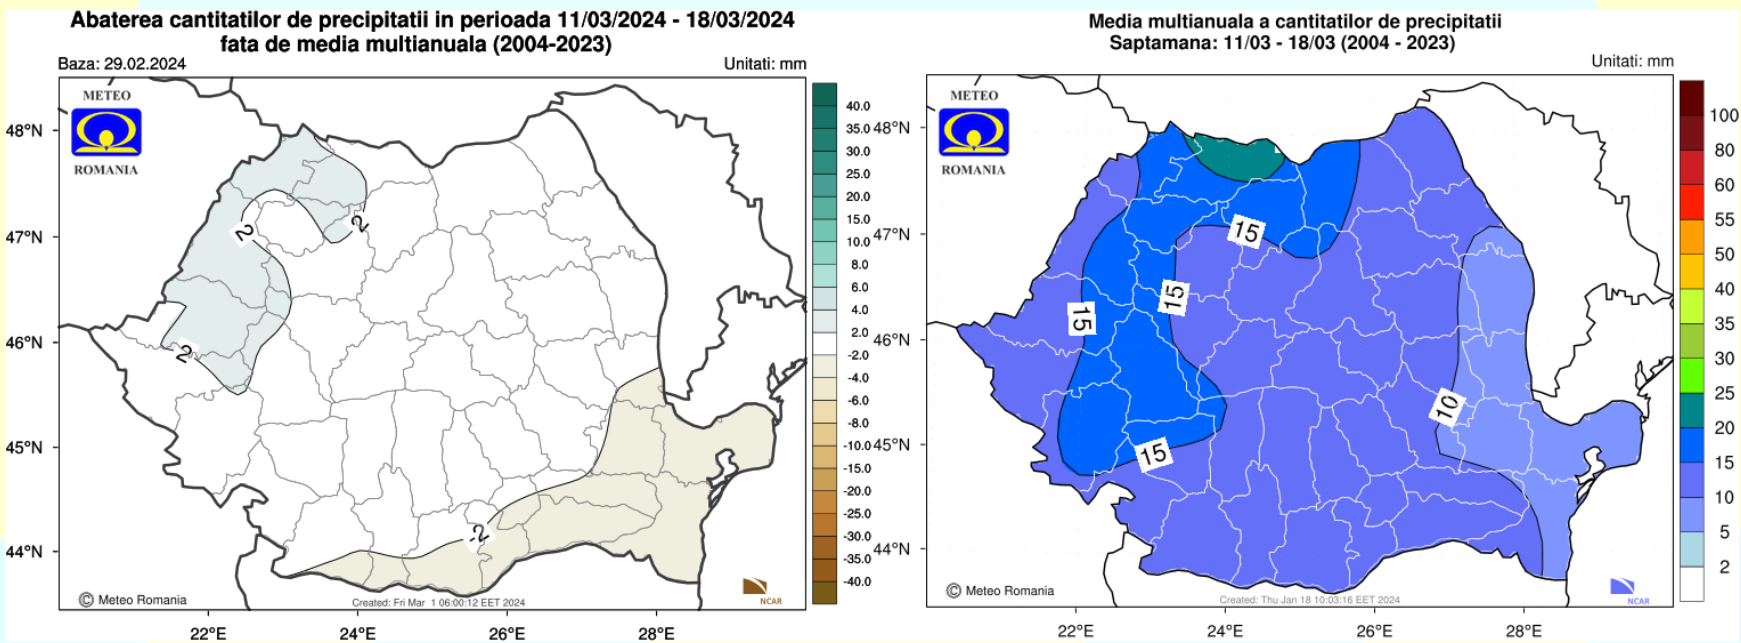 Abaterea cantitatilor de precipitatii in perioada 11/03/2024 - 18/03/2024
fata de media multianuala (2004-2023)
Baza: 29.02.2024
Unitati: mm
METEO
ROMANIA
48°N
47°N
46°N
45°N
44°N
22°E
24°E
26°E
28°E
2
2
2
-2
40.0
35.0
30.0
25.0
20.0
15.0
10.0
8.0
6.0
4.0
2.0
-2.0
-4.0
-6.0
-8.0
-10.0
-15.0
-20.0
-25.0
-30.0
-35.0
-40.0
© Meteo Romania
Created: Fri Mar 1 06:00:12 EET 2024
NCAR
Media multianuala a cantitatilor de precipitatii
Saptamana: 11/03 - 18/03 (2004 - 2023)
Unitati: mm
METEO
ROMANIA
48°N
47°N
46°N
45°N
44°N
22°E
24°E
26°E
28°E
15
15
15
10
15
100
80
60
55
50
40
35
30
25
20
15
10
5
2
© Meteo Romania
Created: Thu Jan 18 10:03:16 EET 2024
NCAR